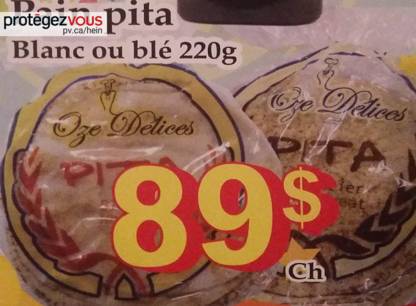 protégezvous
pv.ca/hein
Pain pita
Blanc ou blé 220g
Oze Délices
PITA
Oze Délices
PITA
89$
Ch